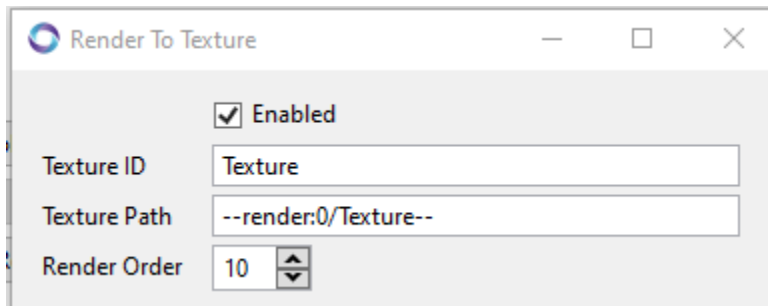 Render To Texture
Enabled
Texture ID Texture
Texture Path --render:0/Texture--
Render Order 10